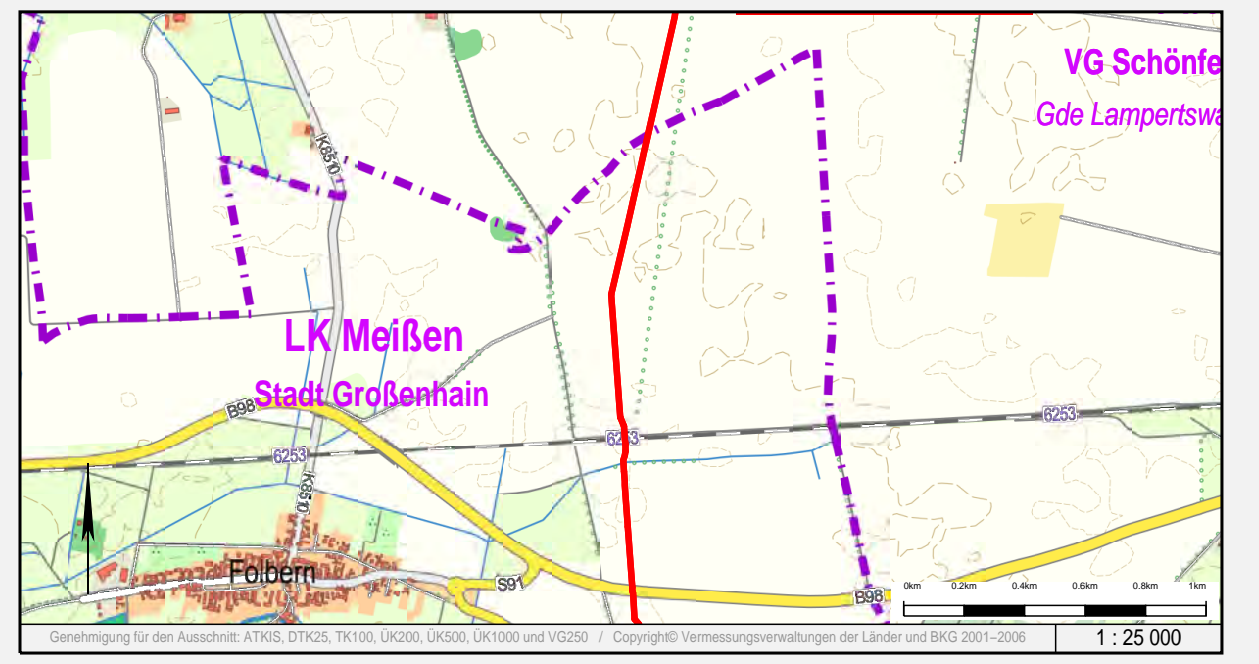 VG Schönfe
Gde Lampertswa
K8510
LK Meißen
Stadt Großenhain
B98
6253
6253
6253
K8510
Folbern
S91
B98
0km 0.2km 0.4km 0.6km 0.8km 1km
Genehmigung für den Ausschnitt: ATKIS, DTK25, TK100, ÜK200, ÜK500, ÜK1000 und VG250 / Copyright© Vermessungsverwaltungen der Länder und BKG 2001–2006
1 : 25 000